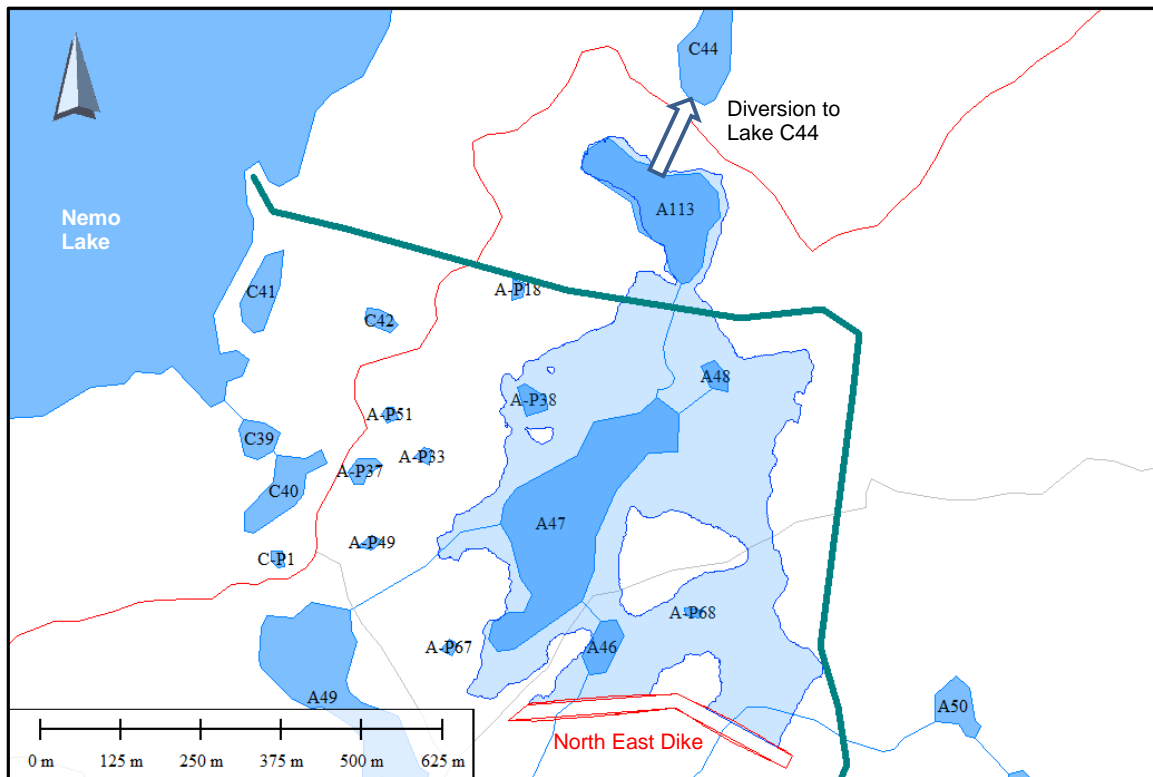 C44
Diversion to
Lake C44
A113
Nemo
Lake
C41
A-P18
C42
A48
A-P38
A-P51
C39
A-P33
A-P37
C40
A47
A-P49
C-P1
A-P68
A-P67
A46
A49
A50
North East Dike
0 m 125 m 250 m 375 m 500 m 625 m